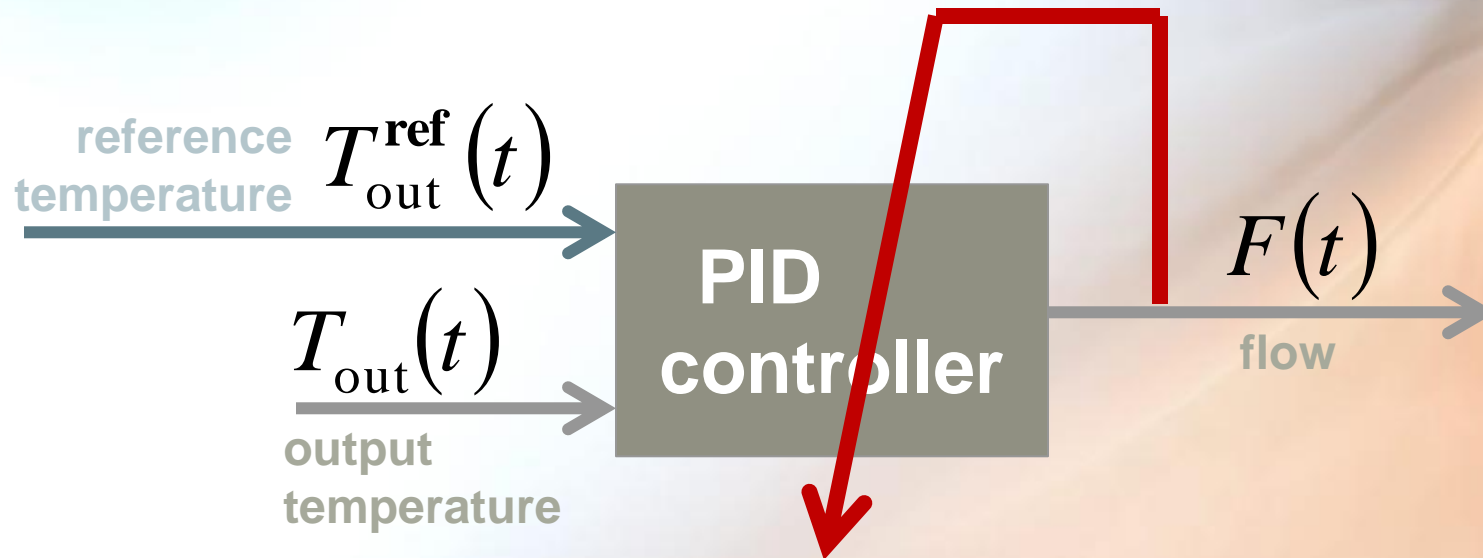 reference
temperature
T_out^ref (t)
T_out (t)
output
temperature
PID
controller
F(t)
flow